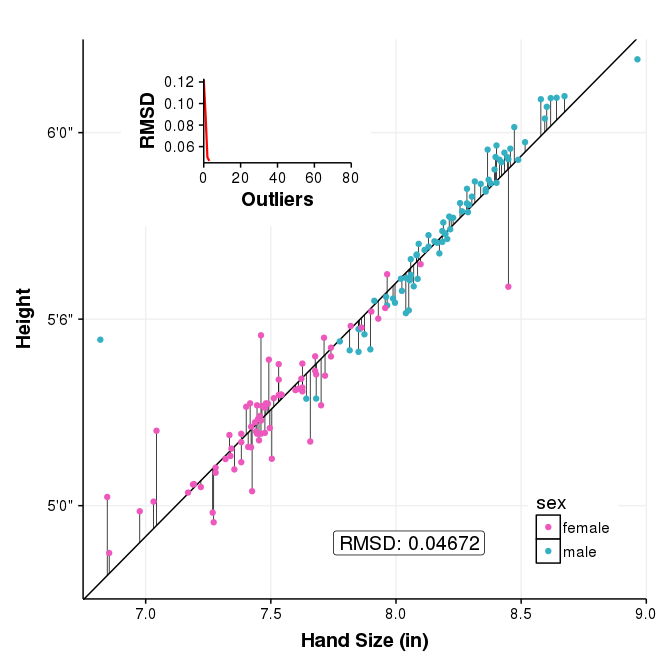 0.12
0.10
0.08
0.06
RMSD
0 20 40 60 80
Outliers
6'0"
5'6"
5'0"
Height
sex
female
male
RMSD: 0.04672
7.0 7.5 8.0 8.5 9.0
Hand Size (in)